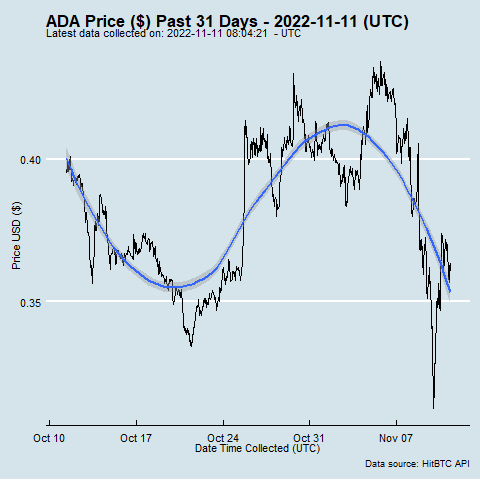 ADA Price ($) Past 31 Days - 2022-11-11 (UTC)
Latest data collected on: 2022-11-11 08:04:21 - UTC
0.40
Price USD ($)
0.35
Oct 10 Oct 17 Oct 24 Oct 31 Nov 07
Date Time Collected (UTC)
Data source: HitBTC API